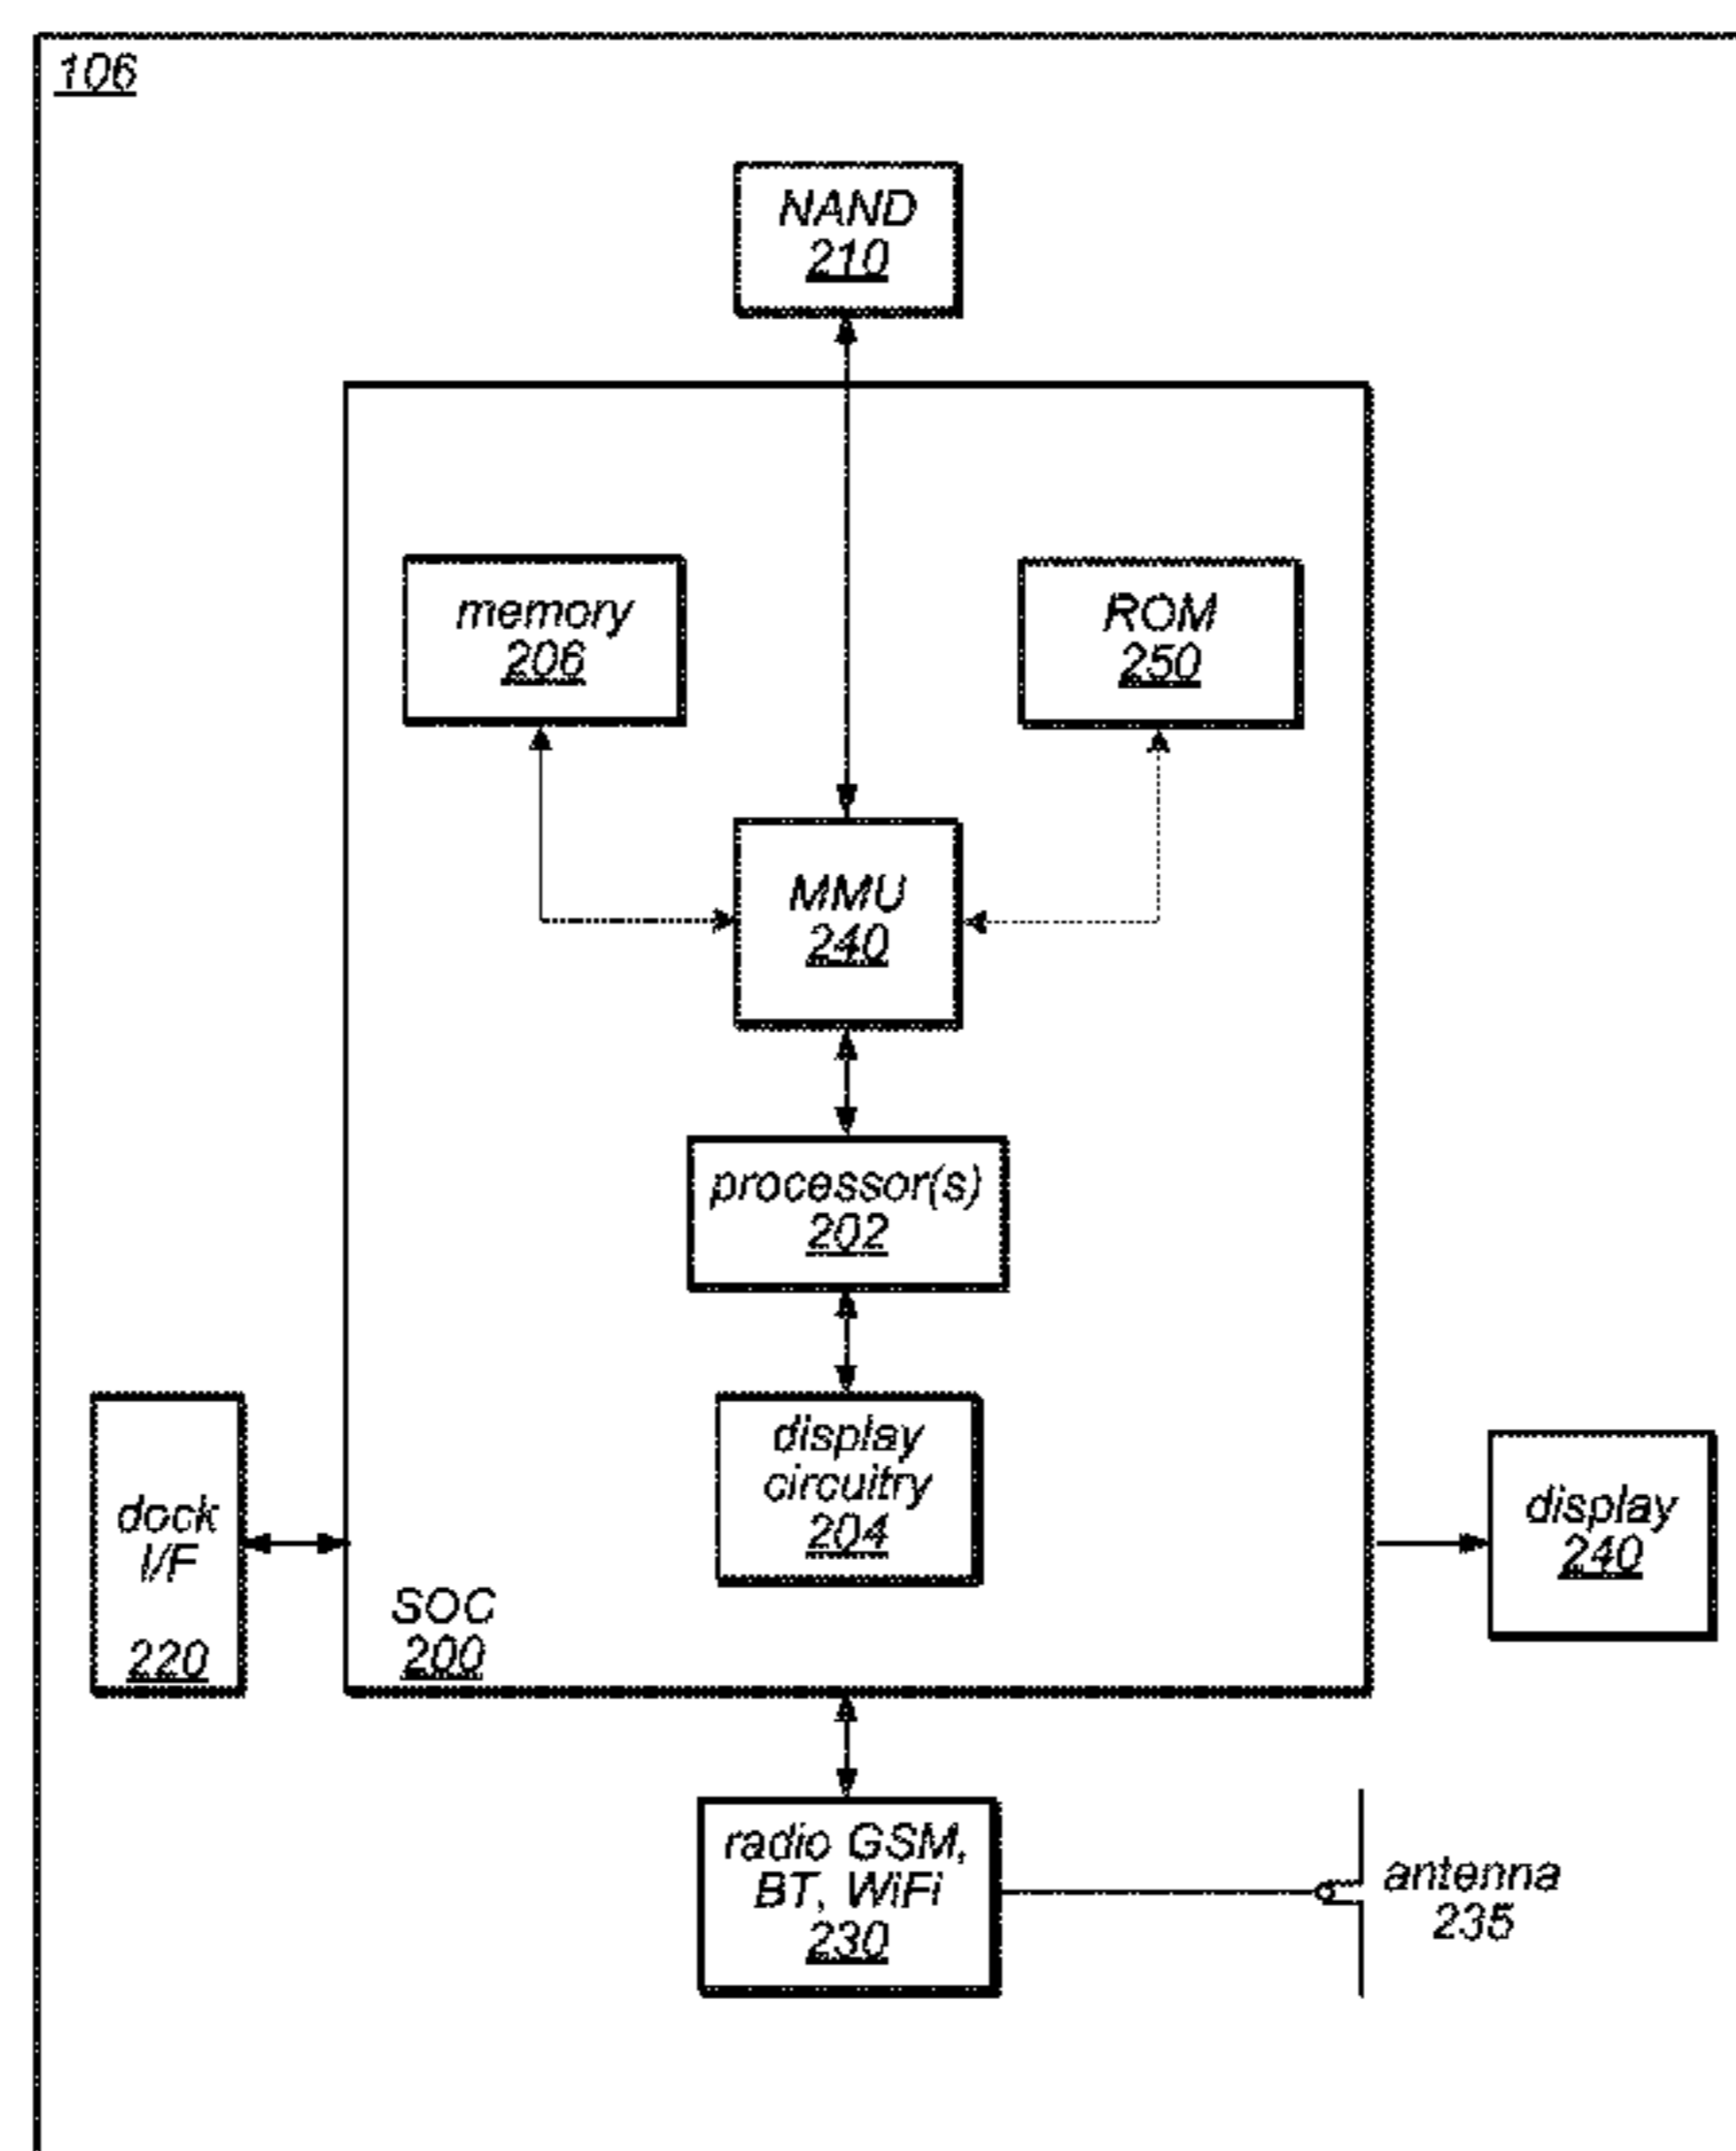 106
NAND
210
memory
206
ROM
250
MMU
240
processor(s)
202
display
circuitry
204
dock
I/F
220
SOC
200
display
240
radio GSM,
BT, WiFi
230
antenna
235